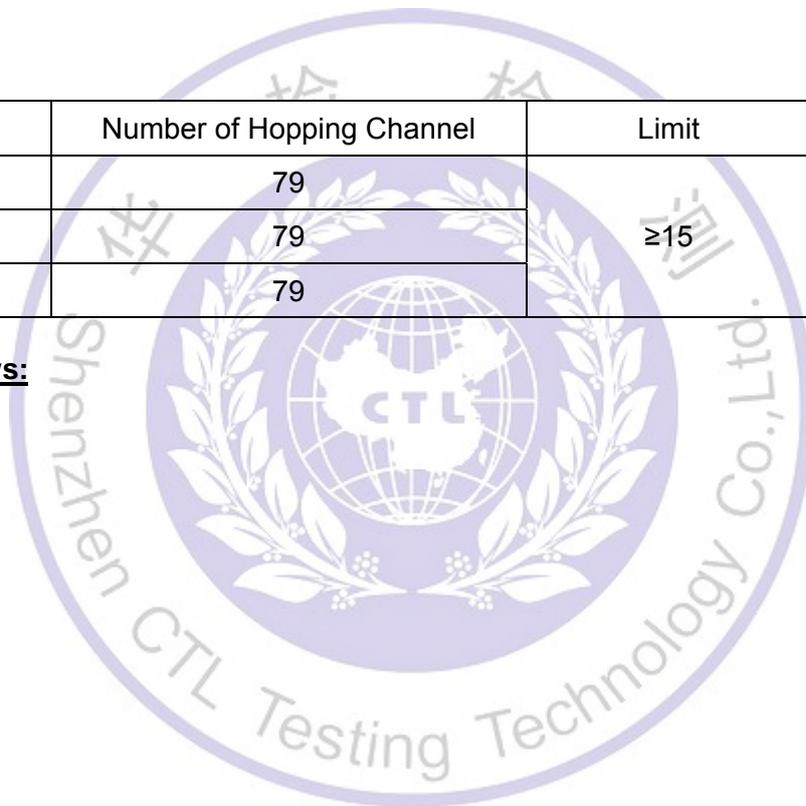 Number of Hopping Channel Limit
79
79 ≥15
79
s:
CTL
Shenzhen CTL Testing Technology Co.,Ltd.